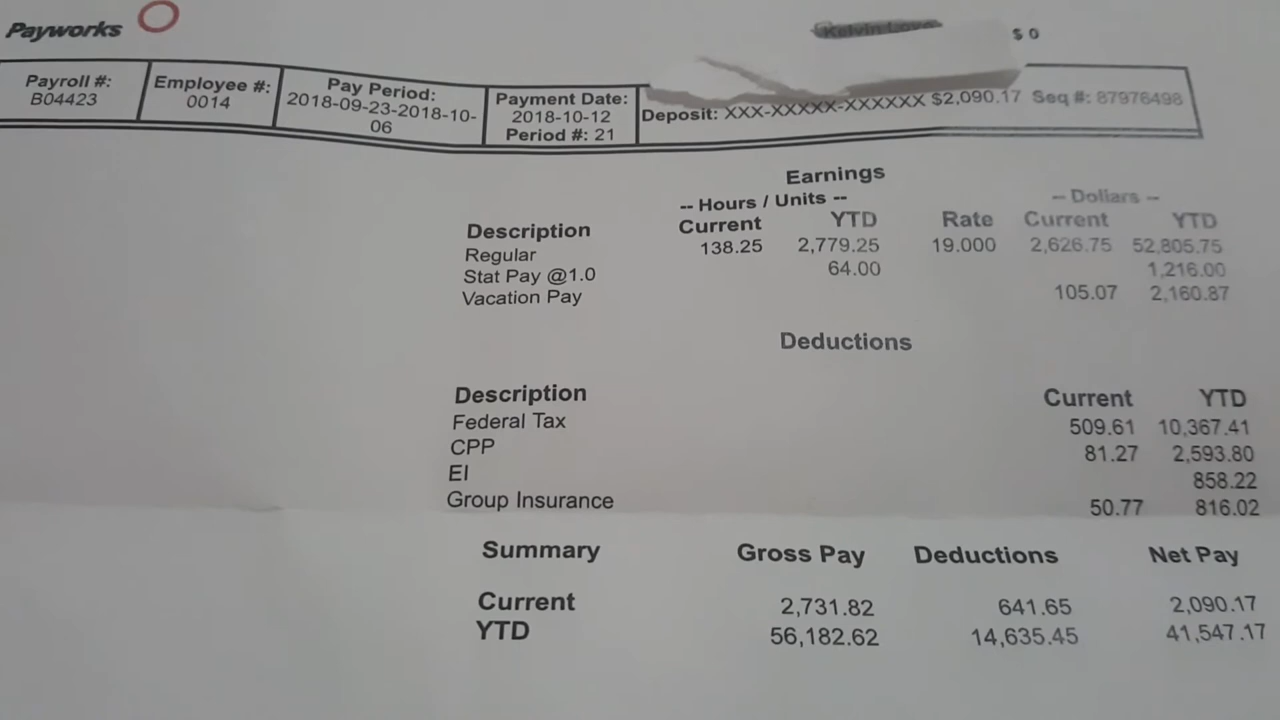 Payworks
$ 0
Payroll #:
B04423
Employee #:
0014
Pay Period:
2018-09-23-2018-10-
06
Payment Date:
2018-10-12
Period #: 21
Deposit: XXX-XXXXX-XXXXXX $2,090.17 Seq #: 87976498
Earnings
-- Hours / Units -- -- Dollars --
Description Current YTD Rate Current YTD
Regular 138.25 2,779.25 19.000 2,626.75 52,805.75
Stat Pay @1.0 64.00 1,216.00
Vacation Pay 105.07 2,160.87
Deductions
Description Current YTD
Federal Tax 509.61 10,367.41
CPP 81.27 2,593.80
EI 858.22
Group Insurance 50.77 816.02
Summary Gross Pay Deductions Net Pay
Current 2,731.82 641.65 2,090.17
YTD 56,182.62 14,635.45 41,547.17